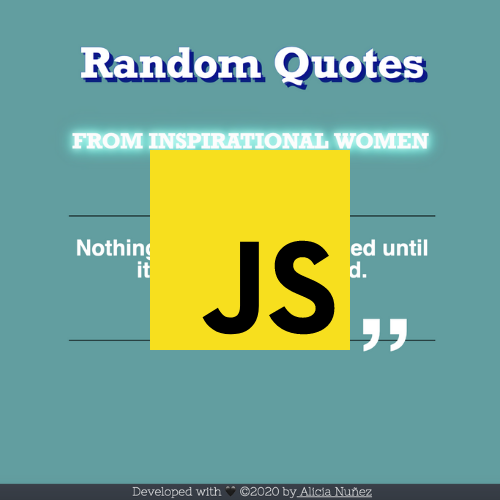 Random Quotes
FROM INSPIRATIONAL WOMEN
Nothing ed until
it d.
JS
”
Developed with 🖤 ©2020 by Alicia Nuñez